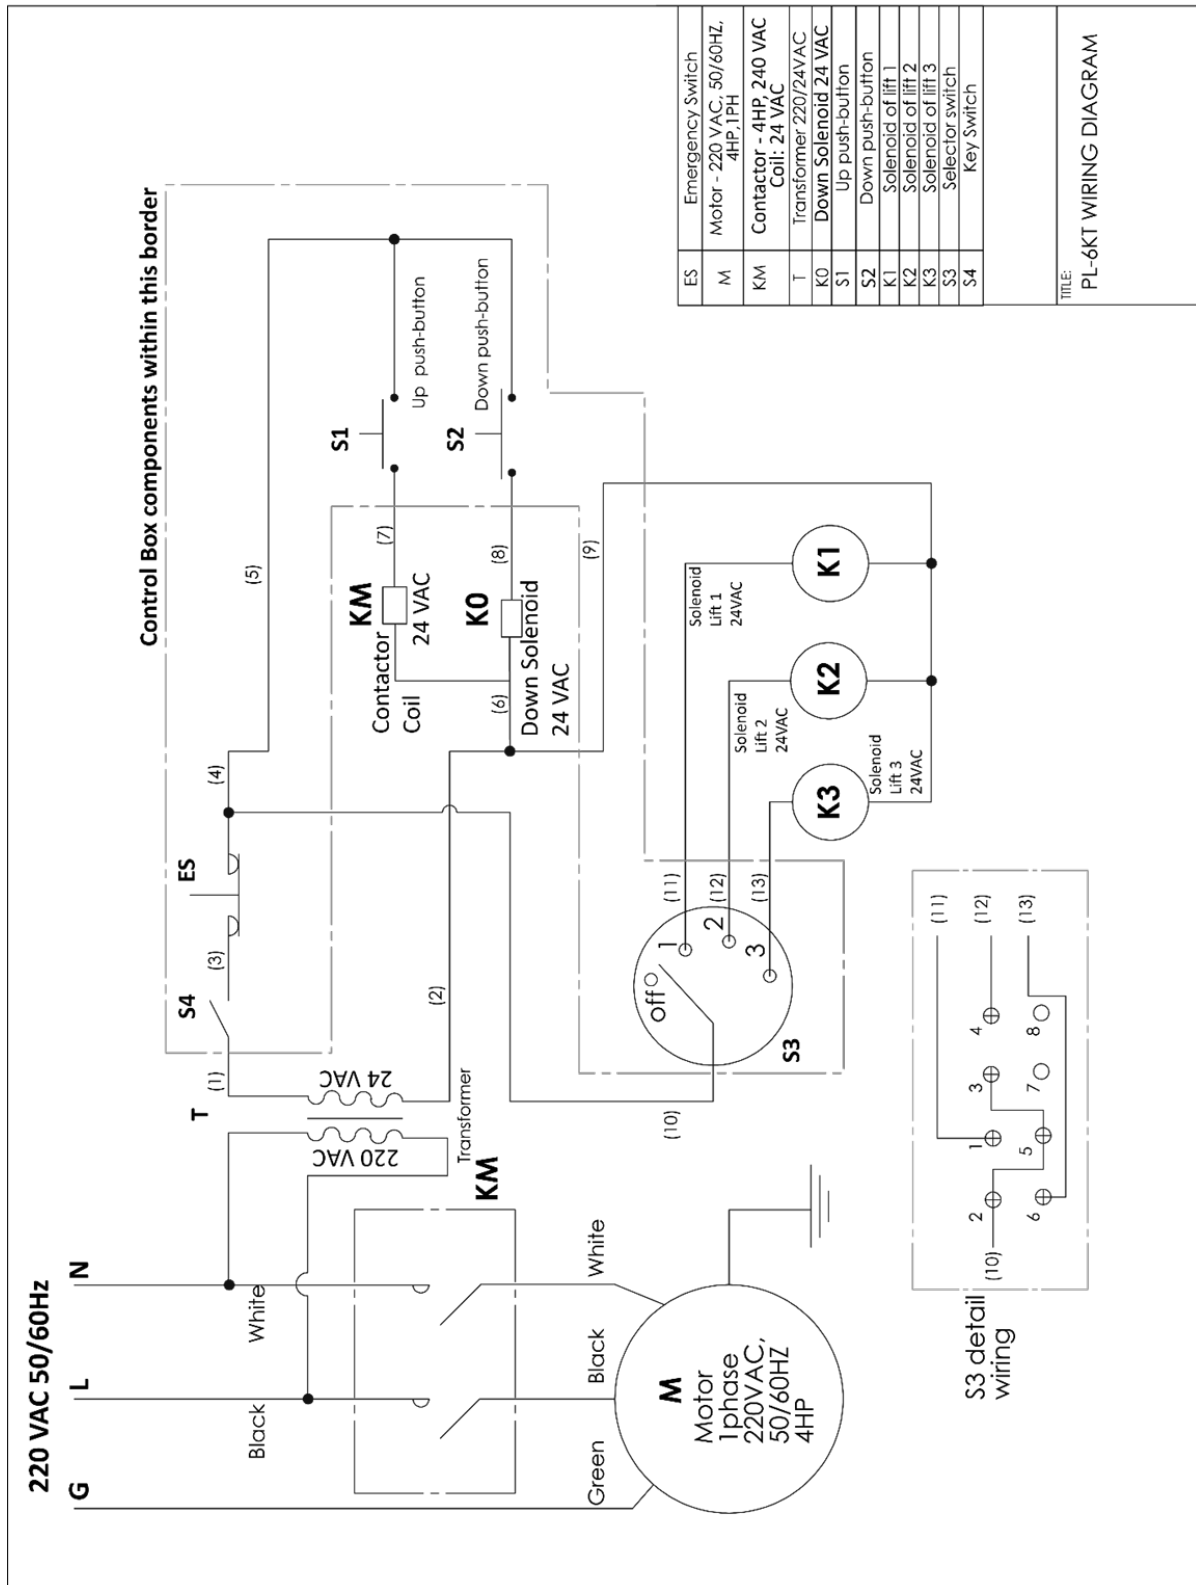 220 VAC 50/60Hz
G
L
N
Black
White
Green
Black
White
KM
M
Motor
1phase
220VAC,
50/60HZ
4HP
T
220 VAC
24 VAC
Transformer
(1)
S4
(3)
ES
(4)
(5)
(2)
(10)
Control Box components within this border
S1
Up push-button
S2
Down push-button
(7)
(8)
(9)
KM
24 VAC
Contactor
Coil
K0
(6)
Down Solenoid
24 VAC
S3
Off
1
2
3
(11)
(12)
(13)
Solenoid
Lift 1
24VAC
K1
Solenoid
Lift 2
24VAC
K2
Solenoid
Lift 3
24VAC
K3
S3 detail
wiring
(10)
2
1
3
4
6
5
7
8
(11)
(12)
(13)
ES Emergency Switch
M Motor - 220 VAC, 50/60HZ,
4HP,1PH
KM Contactor - 4HP, 240 VAC
Coil: 24 VAC
T Transformer 220/24VAC
K0 Down Solenoid 24 VAC
S1 Up push-button
S2 Down push-button
K1 Solenoid of lift 1
K2 Solenoid of lift 2
K3 Solenoid of lift 3
S3 Selector switch
S4 Key Switch
TITLE:
PL-6KT WIRING DIAGRAM